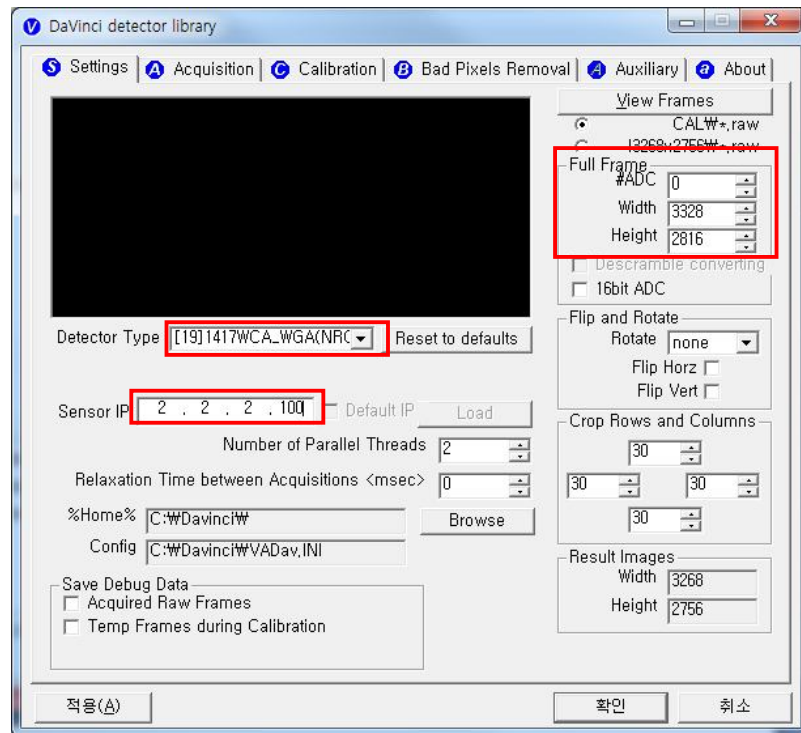 DaVinci detector library
Settings
Acquisition
Calibration
Bad Pixels Removal
Auxiliary
About
View Frames
CAL₩*.raw
I3268x2756₩*.raw
Full Frame
#ADC 0
Width 3328
Height 2816
Descramble converting
16bit ADC
Detector Type [19]1417WCA_WGA(NRC
Reset to defaults
Flip and Rotate
Rotate none
Flip Horz
Flip Vert
Sensor IP 2 . 2 . 2 . 100
Default IP
Load
Number of Parallel Threads 2
Relaxation Time between Acquisitions <msec> 0
Crop Rows and Columns
30
30 30
30
%Home% C:₩Davinci₩
Browse
Config C:₩Davinci₩VADav.INI
Result Images
Width 3268
Height 2756
Save Debug Data
Acquired Raw Frames
Temp Frames during Calibration
적용(A)
확인
취소